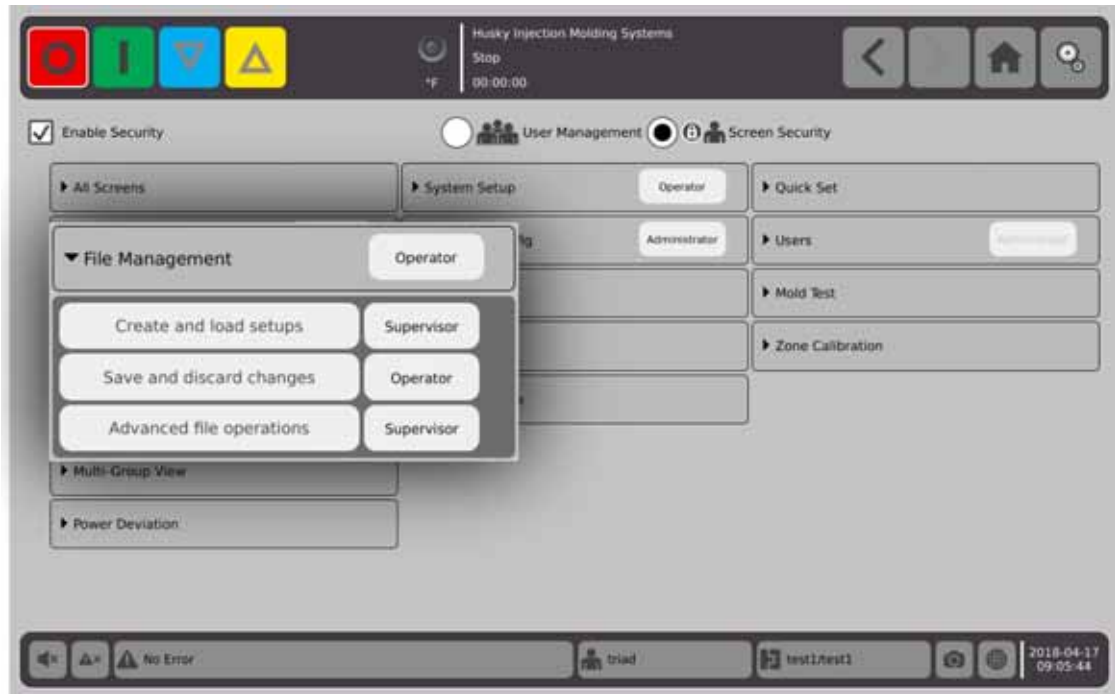 Husky Injection Molding Systems
Stop
°F
00:00:00
Enable Security
User Management
Screen Security
All Screens
System Setup
Operator
Quick Set
File Management
Operator
Administrator
Users
Create and load setups
Supervisor
Mold Test
Save and discard changes
Operator
Zone Calibration
Advanced file operations
Supervisor
Multi-Group View
Power Deviation
No Error
triad
test1/test1
2018-04-17
09:05:44